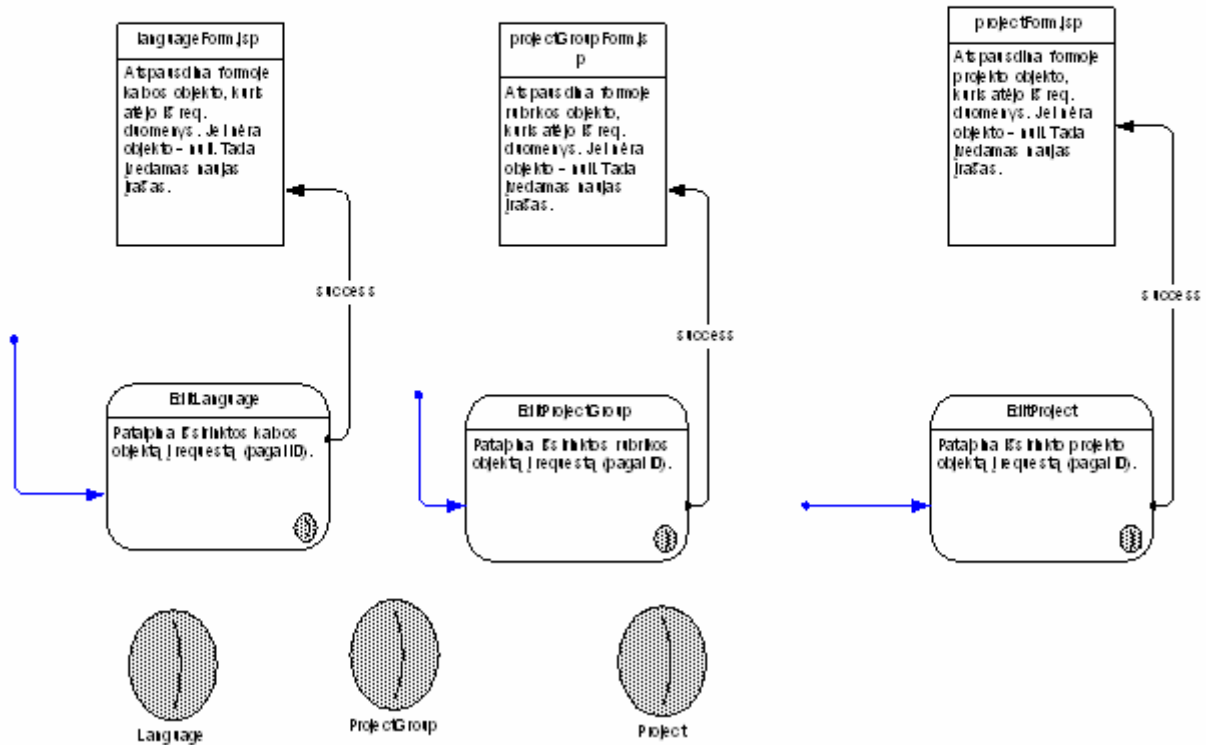 languageForm.jsp
Atspausdina formoje
kalbos objekto, kuris
atėjo iš req.
duomenys. Jei nėra
objekto - null. Tada
įvedamas naujas
įrašas.
projectGroupForm.js
p
Atspausdina formoje
rubrikos objekto,
kuris atėjo iš req.
duomenys. Jei nėra
objekto - null. Tada
įvedamas naujas
įrašas.
projectForm.jsp
Atspausdina formoje
projekto objekto,
kuris atėjo iš req.
duomenys. Jei nėra
objekto - null. Tada
įvedamas naujas
įrašas.
success
success
success
EditLanguage
Patalpina išsirinktos kalbos
objektą į requestą (pagal ID).
EditProjectGroup
Patalpina išsirinktos rubrikos
objektą į requestą (pagal ID).
EditProject
Patalpina išsirinkto projekto
objektą į requestą (pagal ID).
Language
ProjectGroup
Project